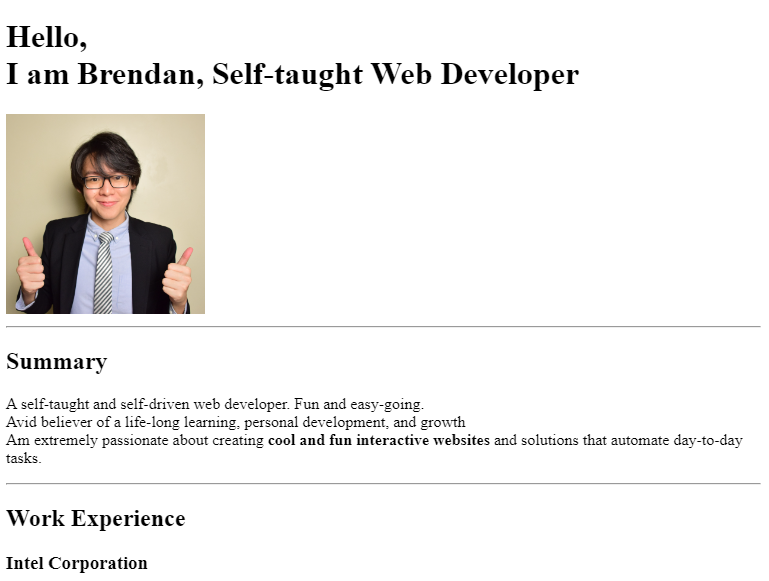 Hello,
I am Brendan, Self-taught Web Developer
Summary
A self-taught and self-driven web developer. Fun and easy-going.
Avid believer of a life-long learning, personal development, and growth
Am extremely passionate about creating cool and fun interactive websites and solutions that automate day-to-day
tasks.
Work Experience
Intel Corporation